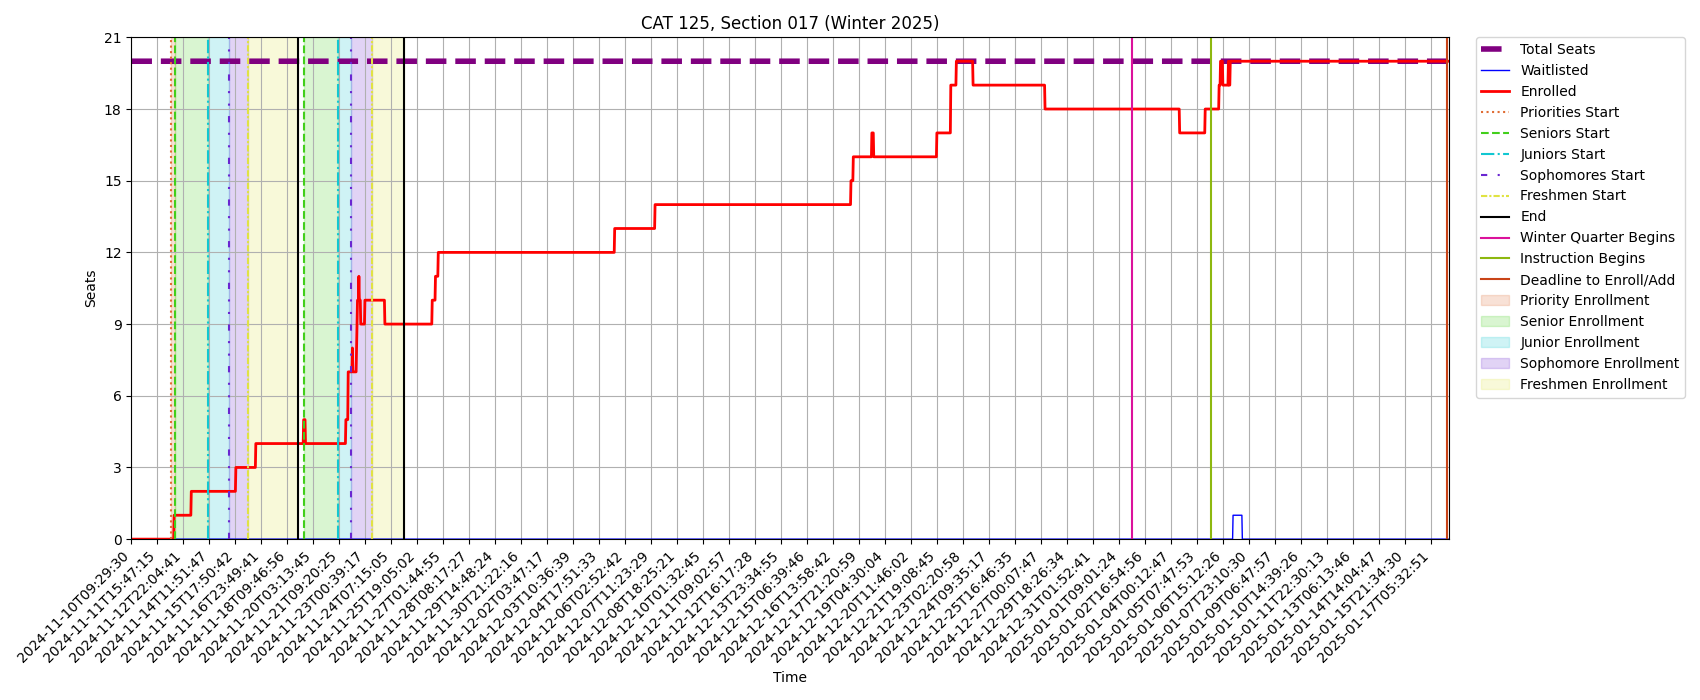 CAT 125, Section 017 (Winter 2025)
21
18
15
12
9
6
3
0
Seats
2024-11-10T09:29:30
2024-11-11T15:47:15
2024-11-12T22:04:41
2024-11-14T11:51:47
2024-11-15T17:50:42
2024-11-16T23:49:41
2024-11-18T09:46:56
2024-11-20T03:13:45
2024-11-21T09:20:25
2024-11-23T00:39:17
2024-11-24T07:15:05
2024-11-25T19:05:02
2024-11-27T01:44:55
2024-11-28T08:17:27
2024-11-29T14:48:24
2024-11-30T21:22:16
2024-12-02T03:47:17
2024-12-03T10:36:39
2024-12-04T17:51:33
2024-12-06T02:52:42
2024-12-07T11:23:29
2024-12-08T18:25:21
2024-12-10T01:32:45
2024-12-11T09:02:57
2024-12-12T16:17:28
2024-12-13T23:34:55
2024-12-15T06:39:46
2024-12-16T13:58:42
2024-12-17T21:20:59
2024-12-19T04:30:04
2024-12-20T11:46:02
2024-12-21T19:08:45
2024-12-23T02:20:58
2024-12-24T09:35:17
2024-12-25T16:46:35
2024-12-27T00:07:47
2024-12-29T18:26:34
2024-12-31T01:52:41
2025-01-01T09:01:24
2025-01-02T16:54:56
2025-01-04T00:12:47
2025-01-05T07:47:53
2025-01-06T15:12:26
2025-01-07T23:10:30
2025-01-09T06:47:57
2025-01-10T14:39:26
2025-01-11T22:30:13
2025-01-13T06:13:46
2025-01-14T14:04:47
2025-01-15T21:34:30
2025-01-17T05:32:51
Time
Total Seats
Waitlisted
Enrolled
Priorities Start
Seniors Start
Juniors Start
Sophomores Start
Freshmen Start
End
Winter Quarter Begins
Instruction Begins
Deadline to Enroll/Add
Priority Enrollment
Senior Enrollment
Junior Enrollment
Sophomore Enrollment
Freshmen Enrollment